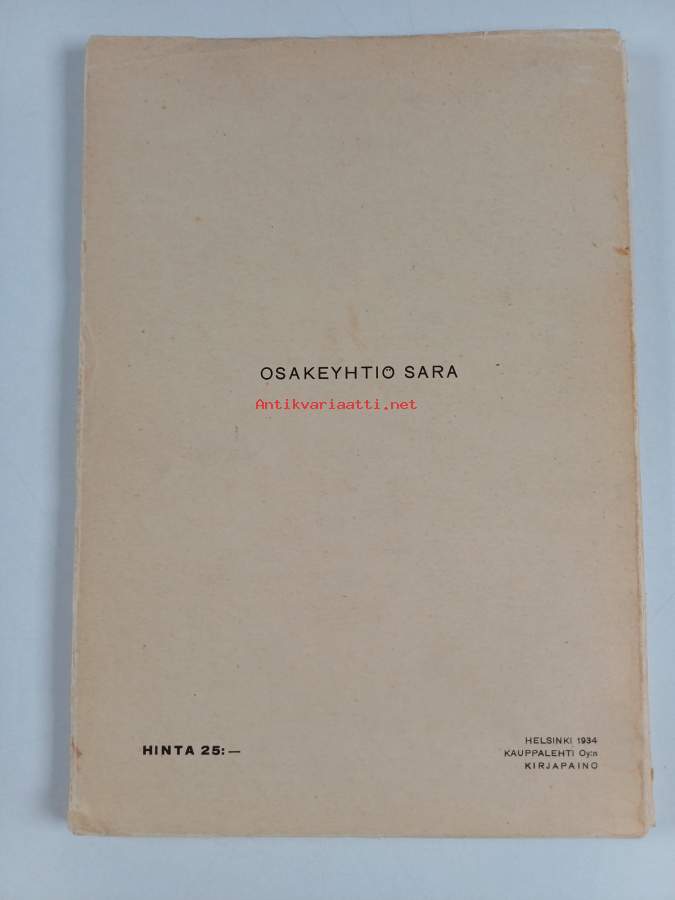 OSAKEYHTIÖ SARA
Antikvariaatti.net
HINTA 25:—
HELSINKI 1934
KAUPPALEHTI Oy:n
KIRJAPAINO